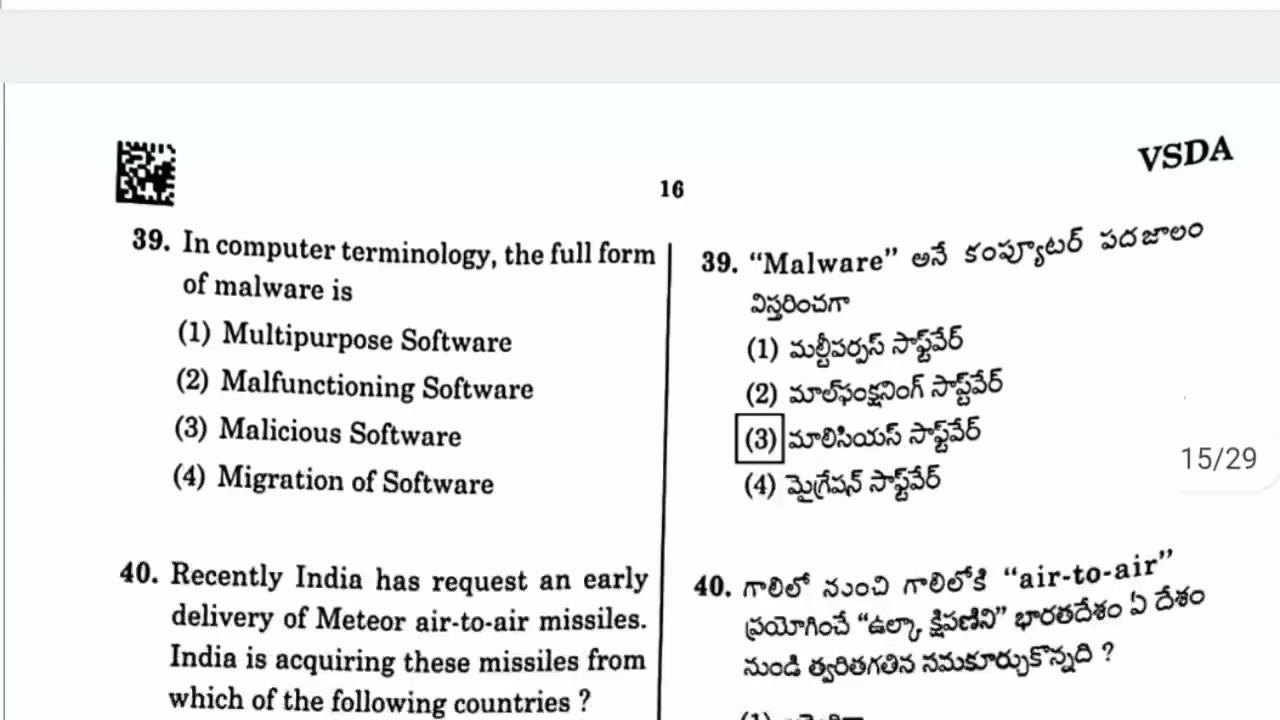 VSDA
16
39. In computer terminology, the full form
of malware is
(1) Multipurpose Software
(2) Malfunctioning Software
(3) Malicious Software
(4) Migration of Software
40. Recently India has request an early
delivery of Meteor air-to-air missiles.
India is acquiring these missiles from
which of the following countries ?
39. “Malware” అనే కంప్యూటర్ పదజాలం
విస్తరించగా
(1) మల్టీపర్పస్ సాఫ్ట్‌వేర్
(2) మాల్‌ఫంక్షనింగ్ సాఫ్ట్‌వేర్
(3) మాలిసియస్ సాఫ్ట్‌వేర్
(4) మైగ్రేషన్ సాఫ్ట్‌వేర్
15/29
40. గాలిలో నుంచి గాలిలోకి “air-to-air”
ప్రయోగించే “ఉల్కా క్షిపణిని” భారతదేశం ఏ దేశం
నుండి త్వరితగతిన సమకూర్చుకొన్నది ?
(1)